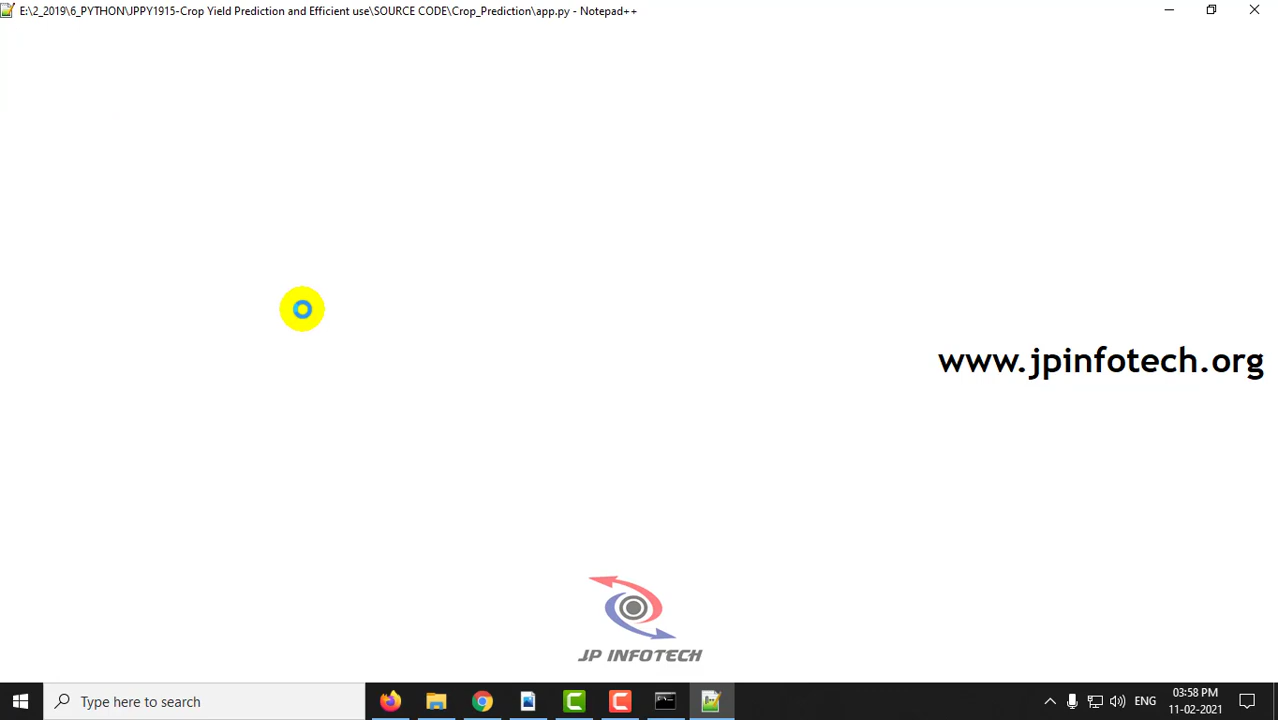 E:\2_2019\6_PYTHON\JPPY1915-Crop Yield Prediction and Efficient use\SOURCE CODE\Crop_Prediction\app.py - Notepad++
www.jpinfotech.org
JP INFOTECH
Type here to search
ENG
03:58 PM
11-02-2021